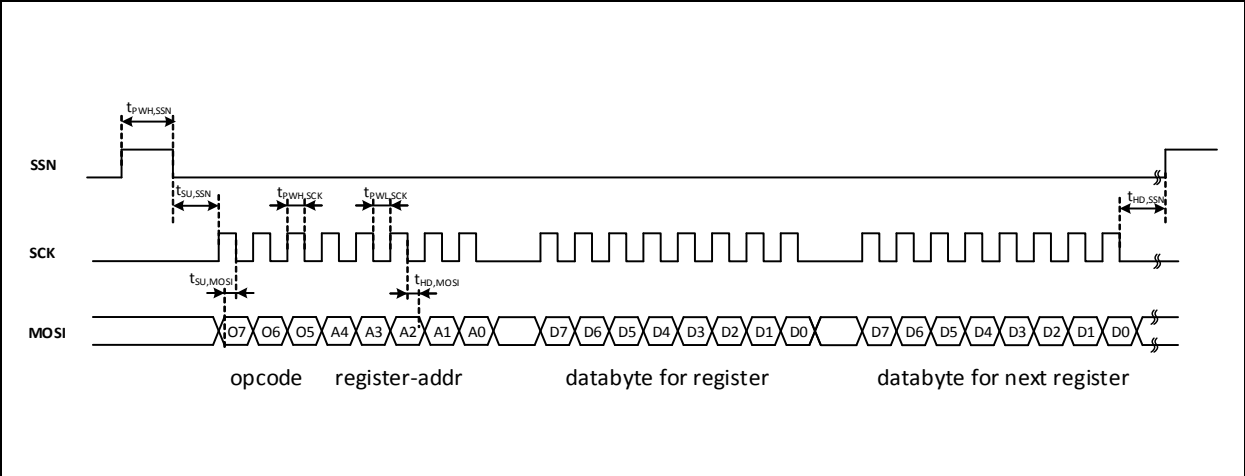 tPWH,SSN
SSN
tSU,SSN
tPWH,SCK
tPWL,SCK
tHD,SSN
SCK
tSU,MOSI
tHD,MOSI
MOSI
O7 O6 O5 A4 A3 A2 A1 A0 D7 D6 D5 D4 D3 D2 D1 D0 D7 D6 D5 D4 D3 D2 D1 D0
opcode register-addr databyte for register databyte for next register